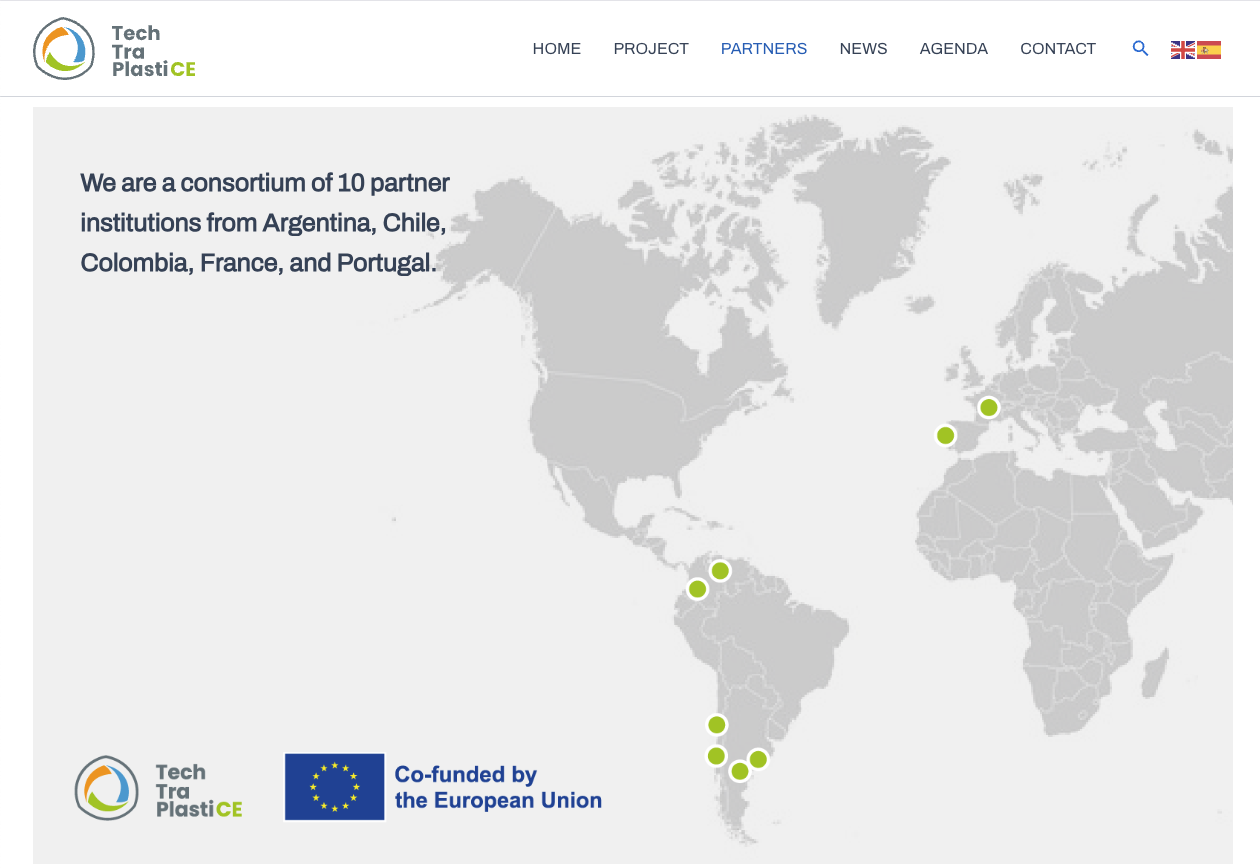 Tech
Tra
PlastiCE
HOME PROJECT PARTNERS NEWS AGENDA CONTACT
We are a consortium of 10 partner
institutions from Argentina, Chile,
Colombia, France, and Portugal.
Tech
Tra
PlastiCE
Co-funded by
the European Union